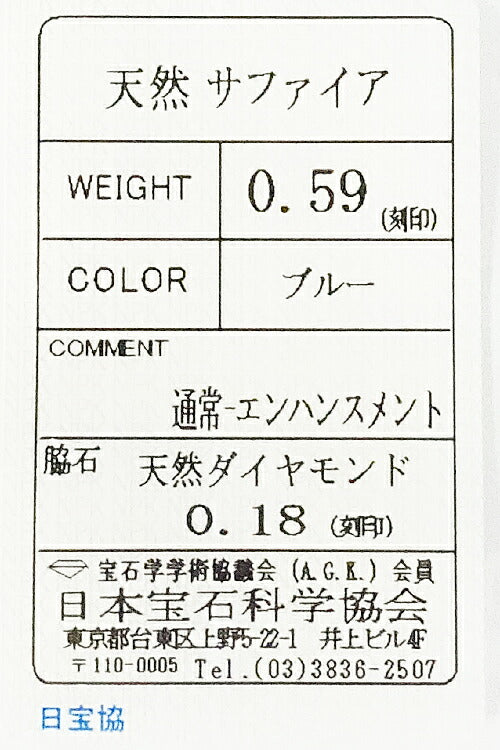 天然 サファイア
WEIGHT 0.59 (刻印)
COLOR ブルー
COMMENT
通常-エンハンスメント
脇石 天然ダイヤモンド
0.18 (刻印)
宝石学学術協議会 (A.G.K.) 会員
日本宝石科学協会
東京都台東区上野5-22-1 井上ビル4F
〒110-0005 Tel.(03)3836-2507
日宝協